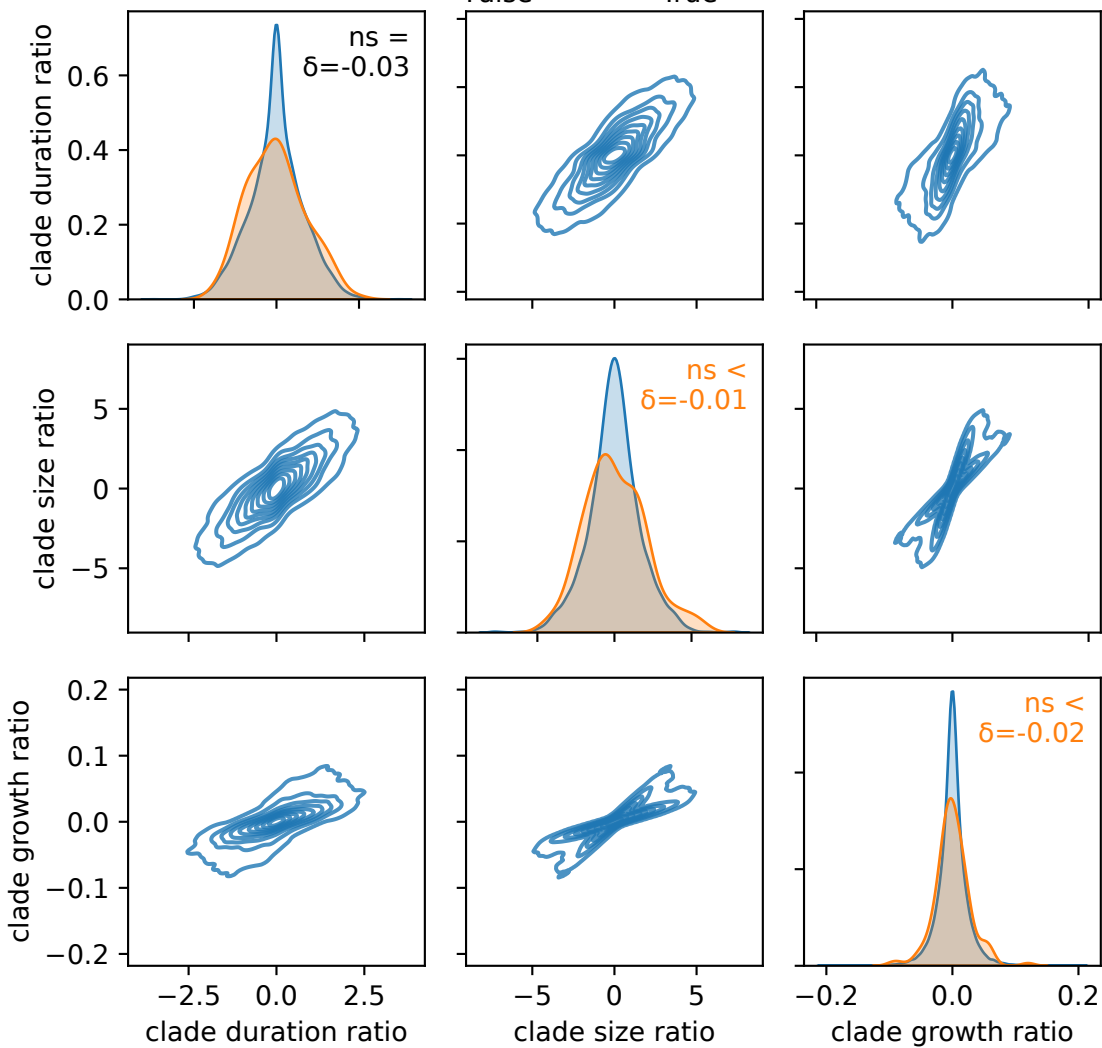 clade duration ratio
0.6
0.4
0.2
0.0
ns =
δ=-0.03
clade size ratio
5
0
−5
ns <
δ=-0.01
clade growth ratio
0.2
0.1
0.0
−0.1
−0.2
ns <
δ=-0.02
−2.5 0.0 2.5
−5 0 5
−0.2 0.0 0.2
clade duration ratio
clade size ratio
clade growth ratio